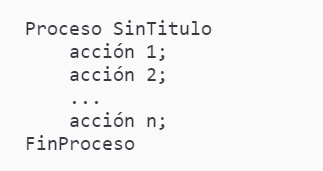 Proceso SinTitulo
acción 1;
acción 2;
...
acción n;
FinProceso